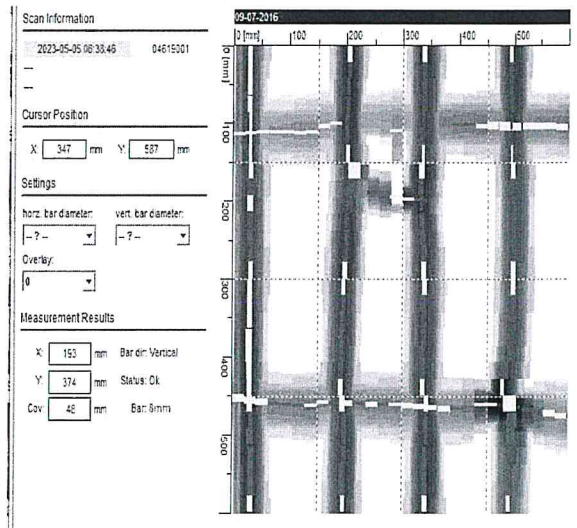 Scan Information
2023-05-05 08:38:46 04615001
---
---
Cursor Position
X: 347 mm Y: 587 mm
Settings
horz. bar diameter: vert. bar diameter:
-- ? -- -- ? --
Overlay:
0
Measurement Results
X: 193 mm Bar dir: Vertical
Y: 374 mm Status: Ok
Cov: 48 mm Bar: 6mm
09-07-2016
0 [mm] 100 200 300 400 500
0 [mm]
100
200
300
400
500